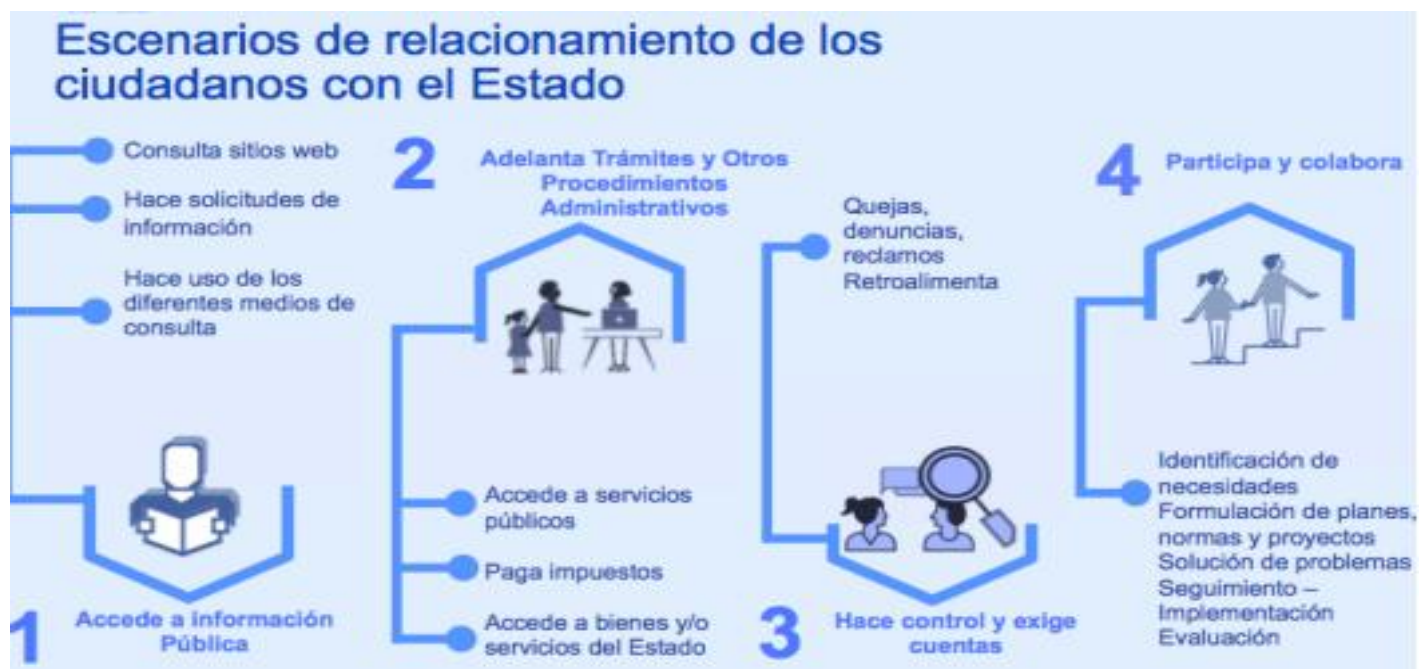 Escenarios de relacionamiento de los
ciudadanos con el Estado
Consulta sitios web
Hace solicitudes de
información
Hace uso de los
diferentes medios de
consulta
1
Accede a información
Pública
2
Adelanta Trámites y Otros
Procedimientos
Administrativos
Accede a servicios
públicos
Paga impuestos
Accede a bienes y/o
servicios del Estado
Quejas,
denuncias,
reclamos
Retroalimenta
3
Hace control y exige
cuentas
4
Participa y colabora
Identificación de
necesidades
Formulación de planes,
normas y proyectos
Solución de problemas
Seguimiento –
Implementación
Evaluación